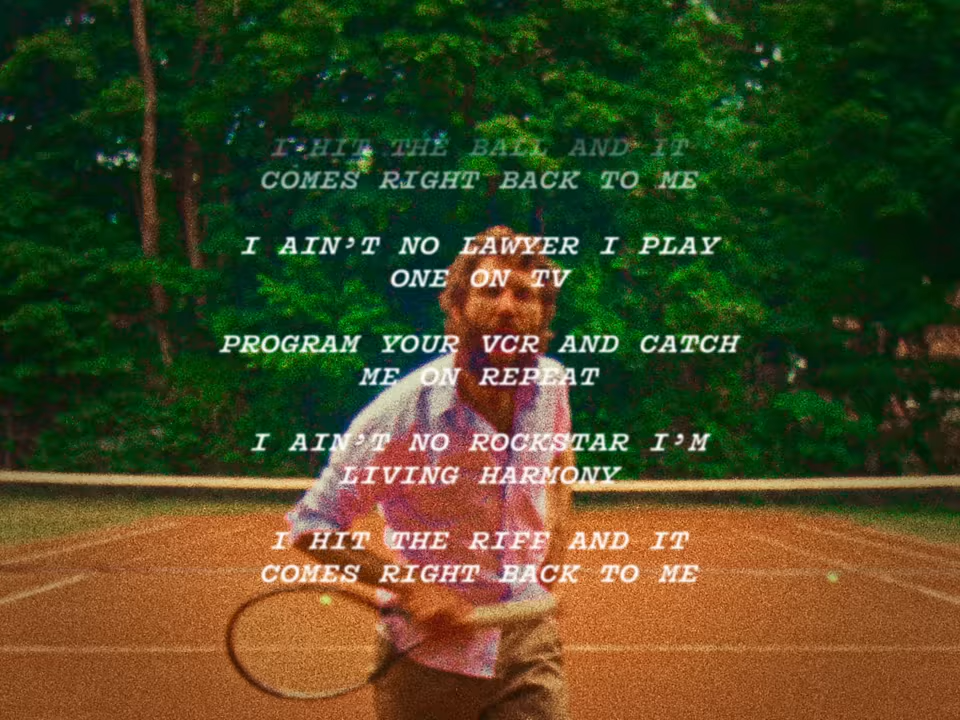 I HIT THE BALL AND IT
COMES RIGHT BACK TO ME
I AIN'T NO LAWYER I PLAY
ONE ON TV
PROGRAM YOUR VCR AND CATCH
ME ON REPEAT
I AIN'T NO ROCKSTAR I'M
LIVING HARMONY
I HIT THE RIFF AND IT
COMES RIGHT BACK TO ME